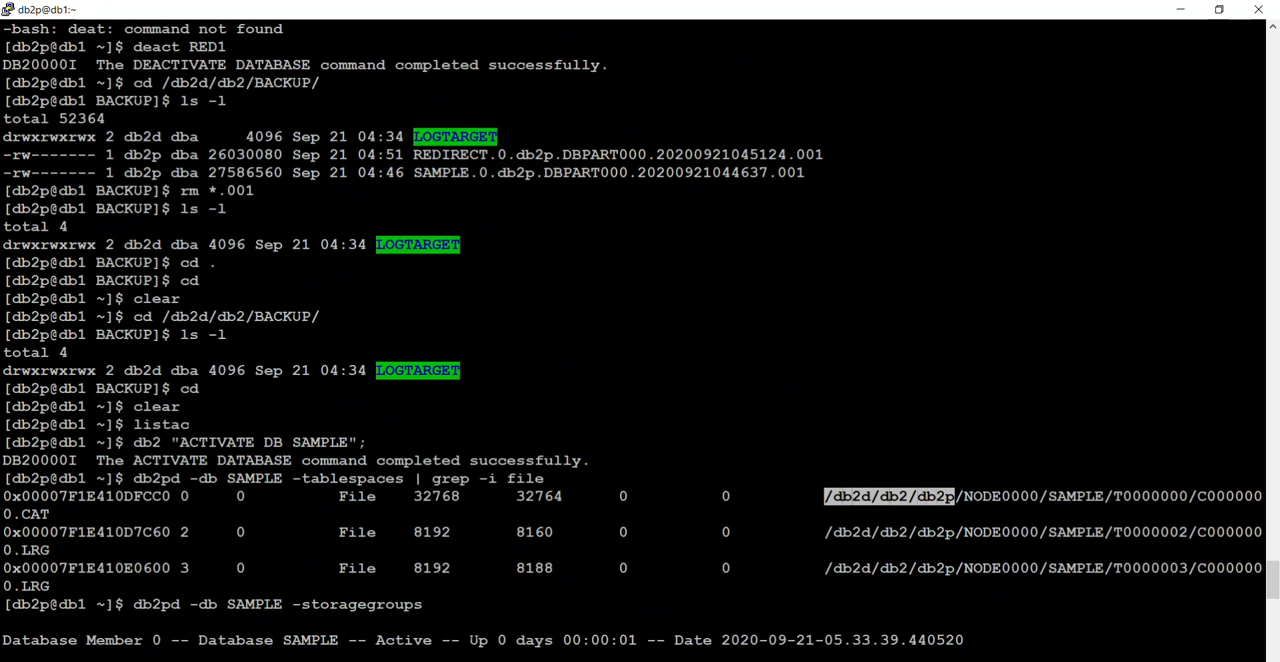 db2p@db1:~
-bash: deat: command not found
[db2p@db1 ~]$ deact RED1
DB20000I  The DEACTIVATE DATABASE command completed successfully.
[db2p@db1 ~]$ cd /db2d/db2/BACKUP/
[db2p@db1 BACKUP]$ ls -l
total 52364
drwxrwxrwx 2 db2d dba     4096 Sep 21 04:34 LOGTARGET
-rw------- 1 db2p dba 26030080 Sep 21 04:51 REDIRECT.0.db2p.DBPART000.20200921045124.001
-rw------- 1 db2p dba 27586560 Sep 21 04:46 SAMPLE.0.db2p.DBPART000.20200921044637.001
[db2p@db1 BACKUP]$ rm *.001
[db2p@db1 BACKUP]$ ls -l
total 4
drwxrwxrwx 2 db2d dba 4096 Sep 21 04:34 LOGTARGET
[db2p@db1 BACKUP]$ cd .
[db2p@db1 BACKUP]$ cd
[db2p@db1 ~]$ clear
[db2p@db1 ~]$ cd /db2d/db2/BACKUP/
[db2p@db1 BACKUP]$ ls -l
total 4
drwxrwxrwx 2 db2d dba 4096 Sep 21 04:34 LOGTARGET
[db2p@db1 BACKUP]$ cd
[db2p@db1 ~]$ clear
[db2p@db1 ~]$ listac
[db2p@db1 ~]$ db2 "ACTIVATE DB SAMPLE";
DB20000I  The ACTIVATE DATABASE command completed successfully.
[db2p@db1 ~]$ db2pd -db SAMPLE -tablespaces | grep -i file
0x00007F1E410DFCC0 0     0          File    32768      32764      0          0          /db2d/db2/db2p/NODE0000/SAMPLE/T0000000/C000000
0.CAT
0x00007F1E410D7C60 2     0          File    8192       8160       0          0          /db2d/db2/db2p/NODE0000/SAMPLE/T0000002/C000000
0.LRG
0x00007F1E410E0600 3     0          File    8192       8188       0          0          /db2d/db2/db2p/NODE0000/SAMPLE/T0000003/C000000
0.LRG
[db2p@db1 ~]$ db2pd -db SAMPLE -storagegroups
Database Member 0 -- Database SAMPLE -- Active -- Up 0 days 00:00:01 -- Date 2020-09-21-05.33.39.440520